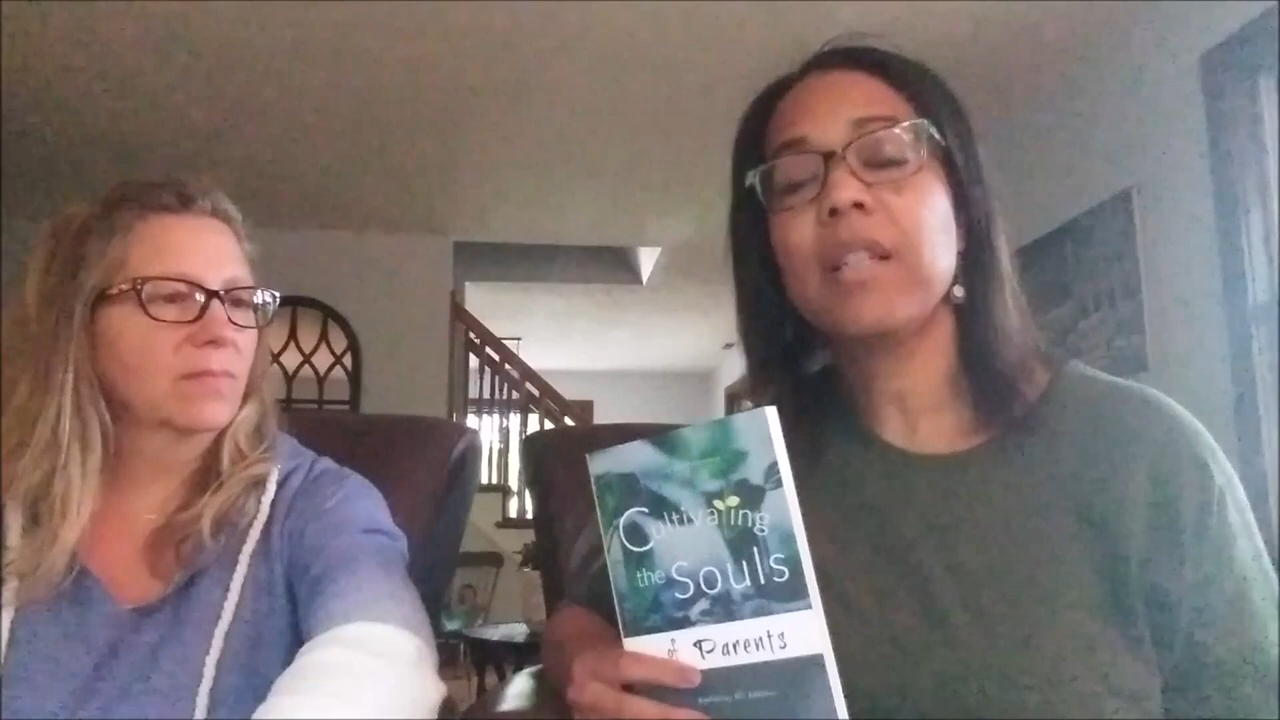 Cultivating
the Souls
of Parents